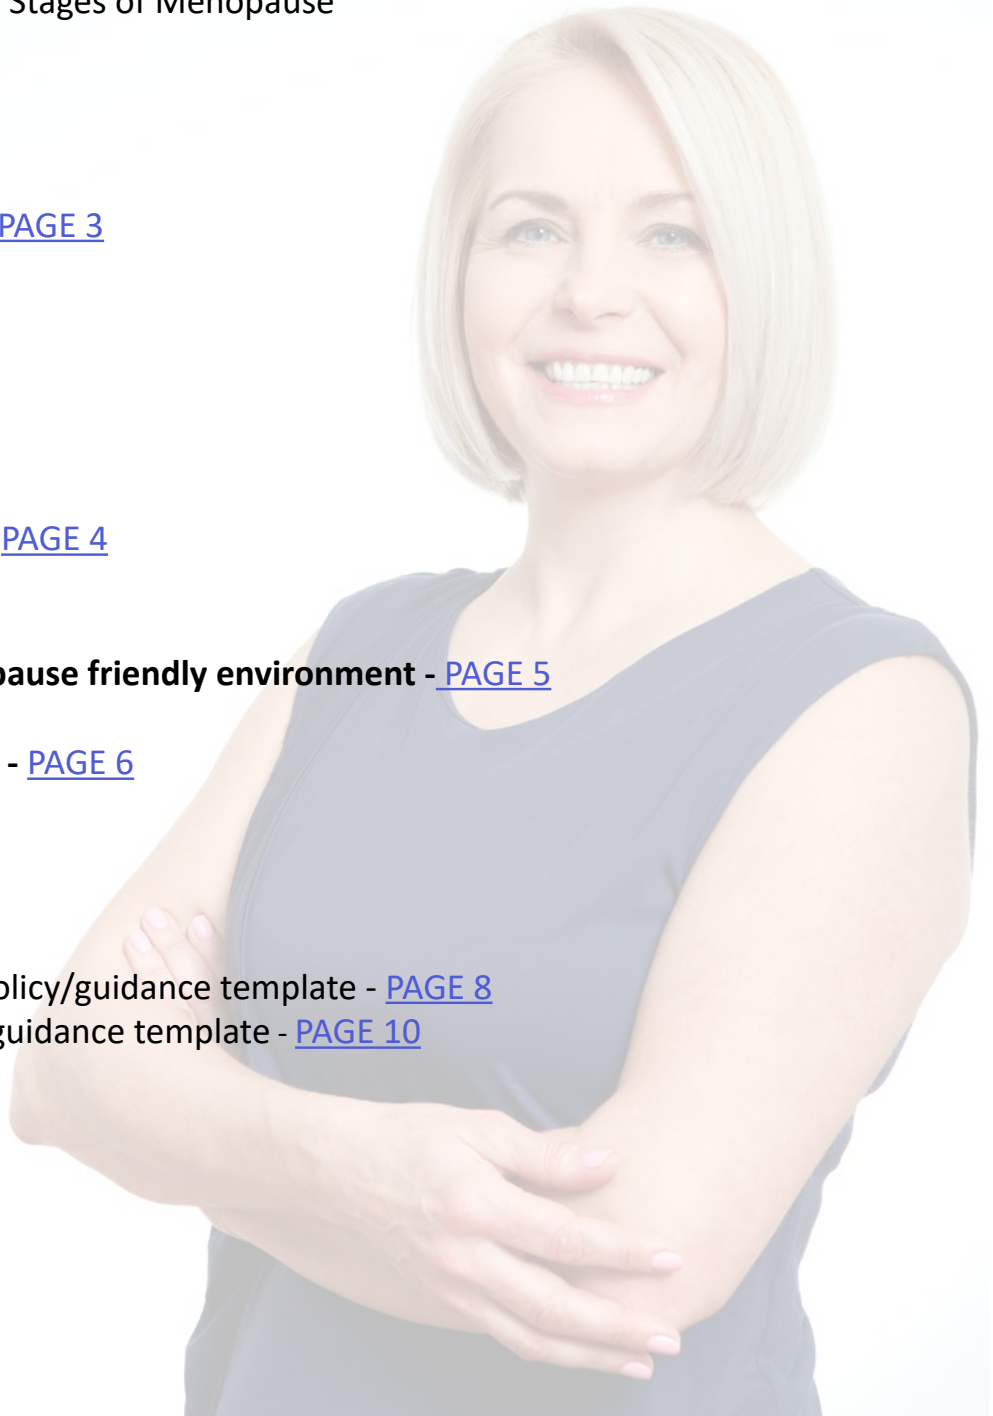 Stages of Menopause
PAGE 3
PAGE 4
pause friendly environment - PAGE 5
- PAGE 6
olicy/guidance template - PAGE 8
guidance template - PAGE 10